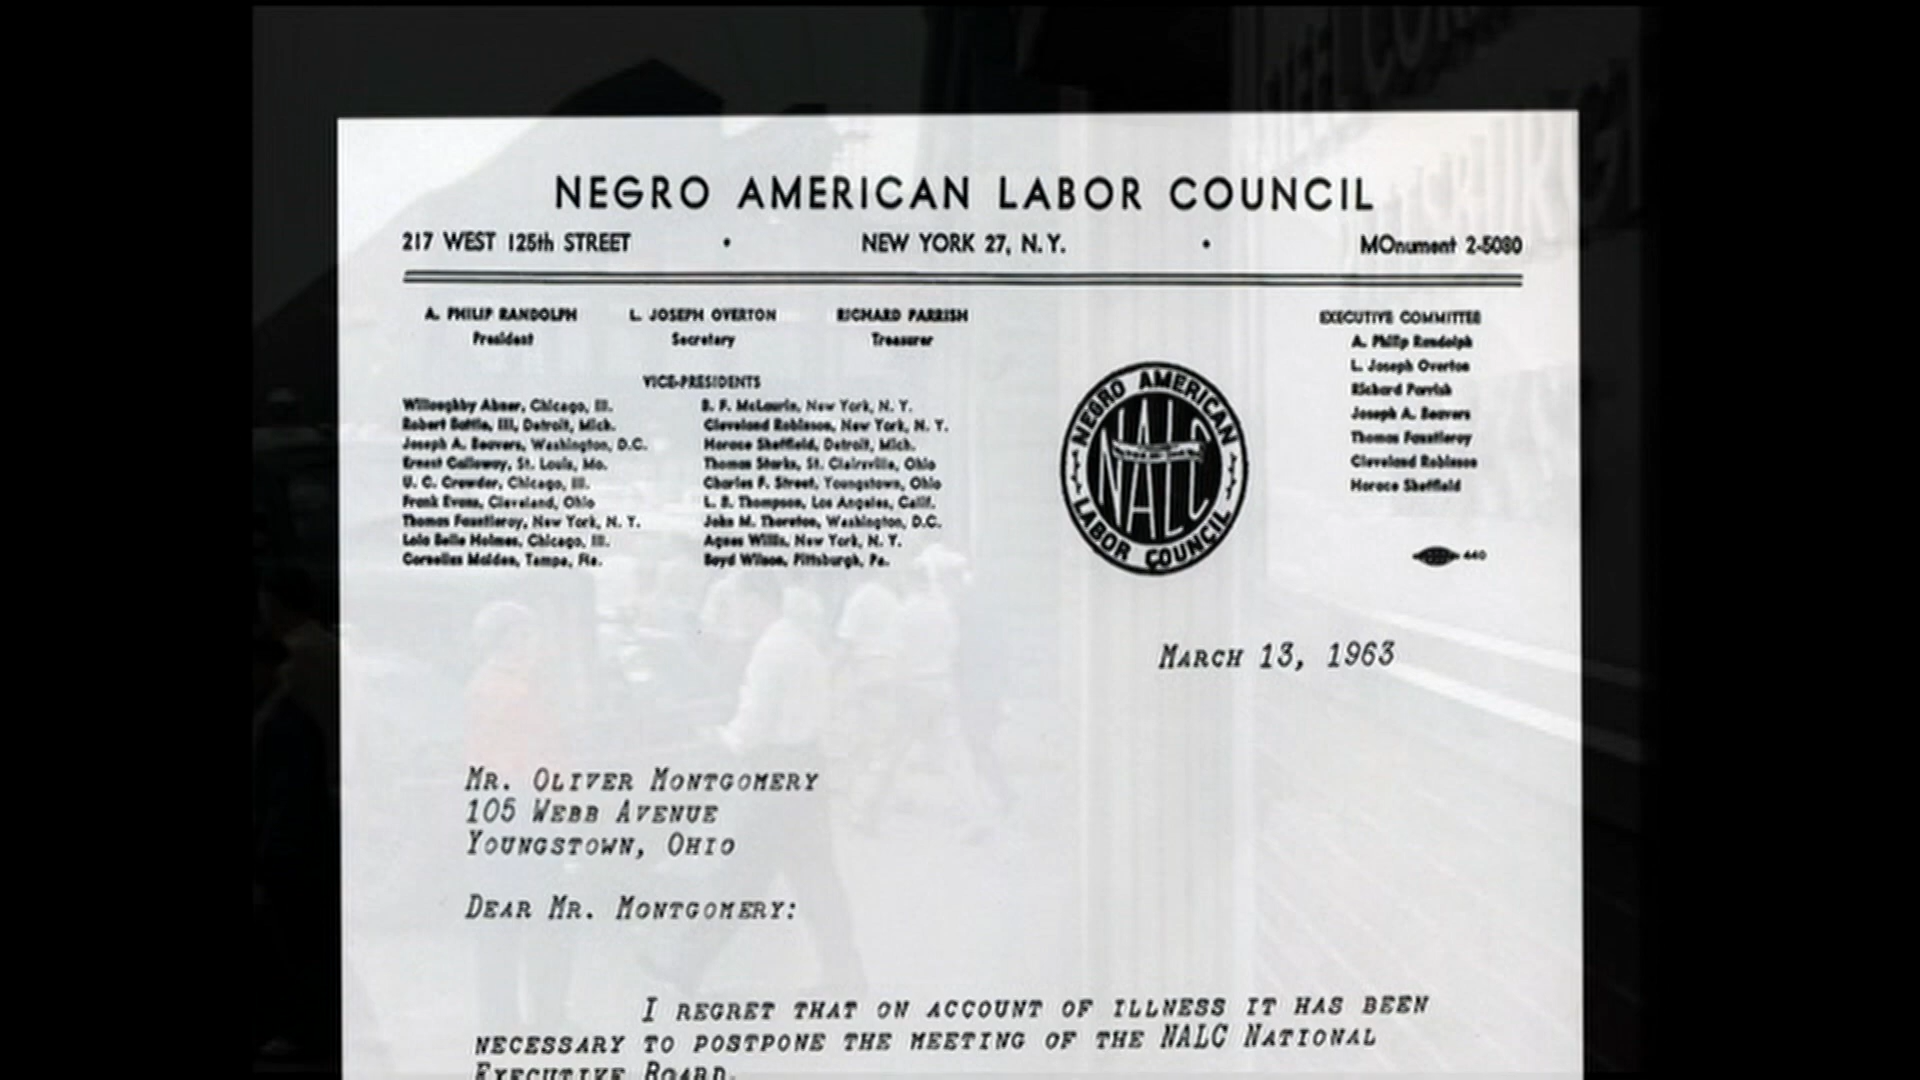 NEGRO AMERICAN LABOR COUNCIL
217 WEST 125th STREET • NEW YORK 27, N.Y. • MOnument 2-5080
A. PHILIP RANDOLPH
President
L. JOSEPH OVERTON
Secretary
RICHARD PARRISH
Treasurer
VICE-PRESIDENTS
Willoughby Abner, Chicago, Ill.
Robert Battle, III, Detroit, Mich.
Joseph A. Beavers, Washington, D.C.
Ernest Calloway, St. Louis, Mo.
U. C. Crowder, Chicago, Ill.
Frank Evans, Cleveland, Ohio
Thomas Fauntleroy, New York, N. Y.
Lola Belle Holmes, Chicago, Ill.
Cornelius Maiden, Tampa, Fla.
B. F. McLaurin, New York, N. Y.
Cleveland Robinson, New York, N. Y.
Horace Sheffield, Detroit, Mich.
Thomas Starks, St. Clairsville, Ohio
Charles F. Street, Youngstown, Ohio
L. B. Thompson, Los Angeles, Calif.
John M. Thornton, Washington, D.C.
Agnes Willis, New York, N. Y.
Boyd Wilson, Pittsburgh, Pa.
NEGRO AMERICAN
NALC
LABOR COUNCIL
EXECUTIVE COMMITTEE
A. Philip Randolph
L. Joseph Overton
Richard Parrish
Joseph A. Beavers
Thomas Fauntleroy
Cleveland Robinson
Horace Sheffield
440
MARCH 13, 1963
MR. OLIVER MONTGOMERY
105 WEBB AVENUE
YOUNGSTOWN, OHIO
DEAR MR. MONTGOMERY:
I REGRET THAT ON ACCOUNT OF ILLNESS IT HAS BEEN
NECESSARY TO POSTPONE THE MEETING OF THE NALC NATIONAL
EXECUTIVE BOARD.